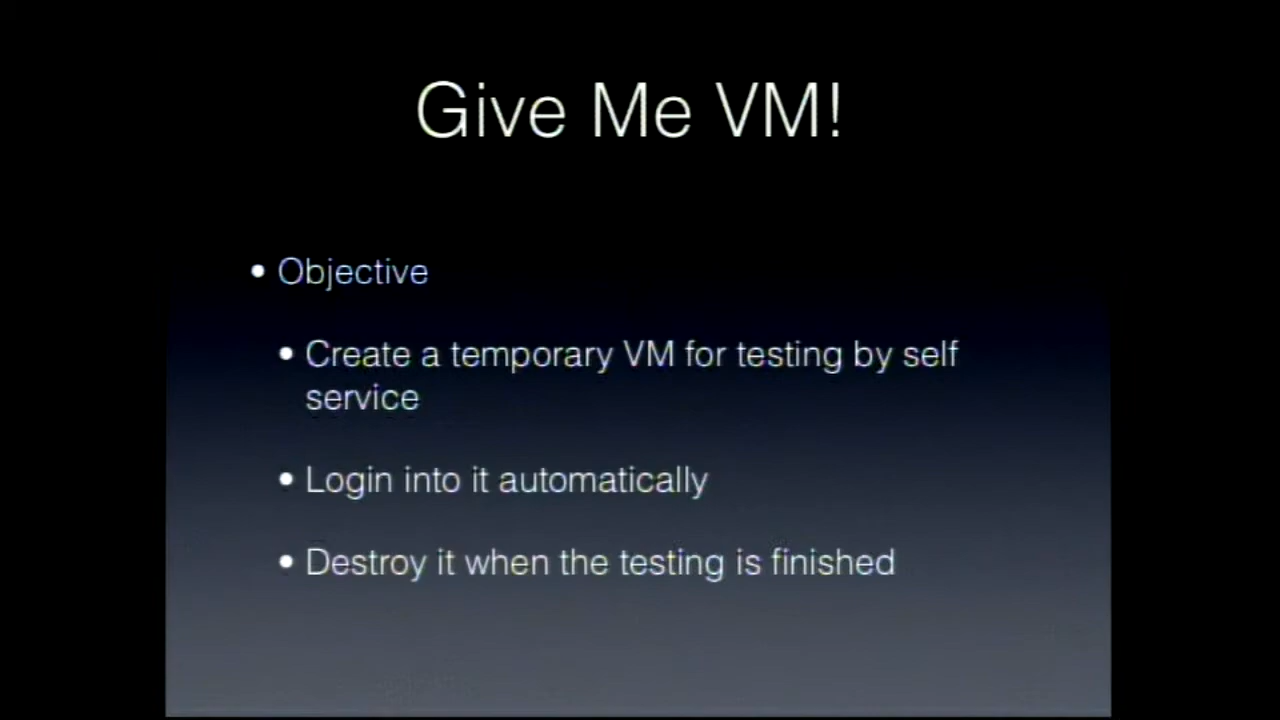 Give Me VM!
• Objective
• Create a temporary VM for testing by self
service
• Login into it automatically
• Destroy it when the testing is finished